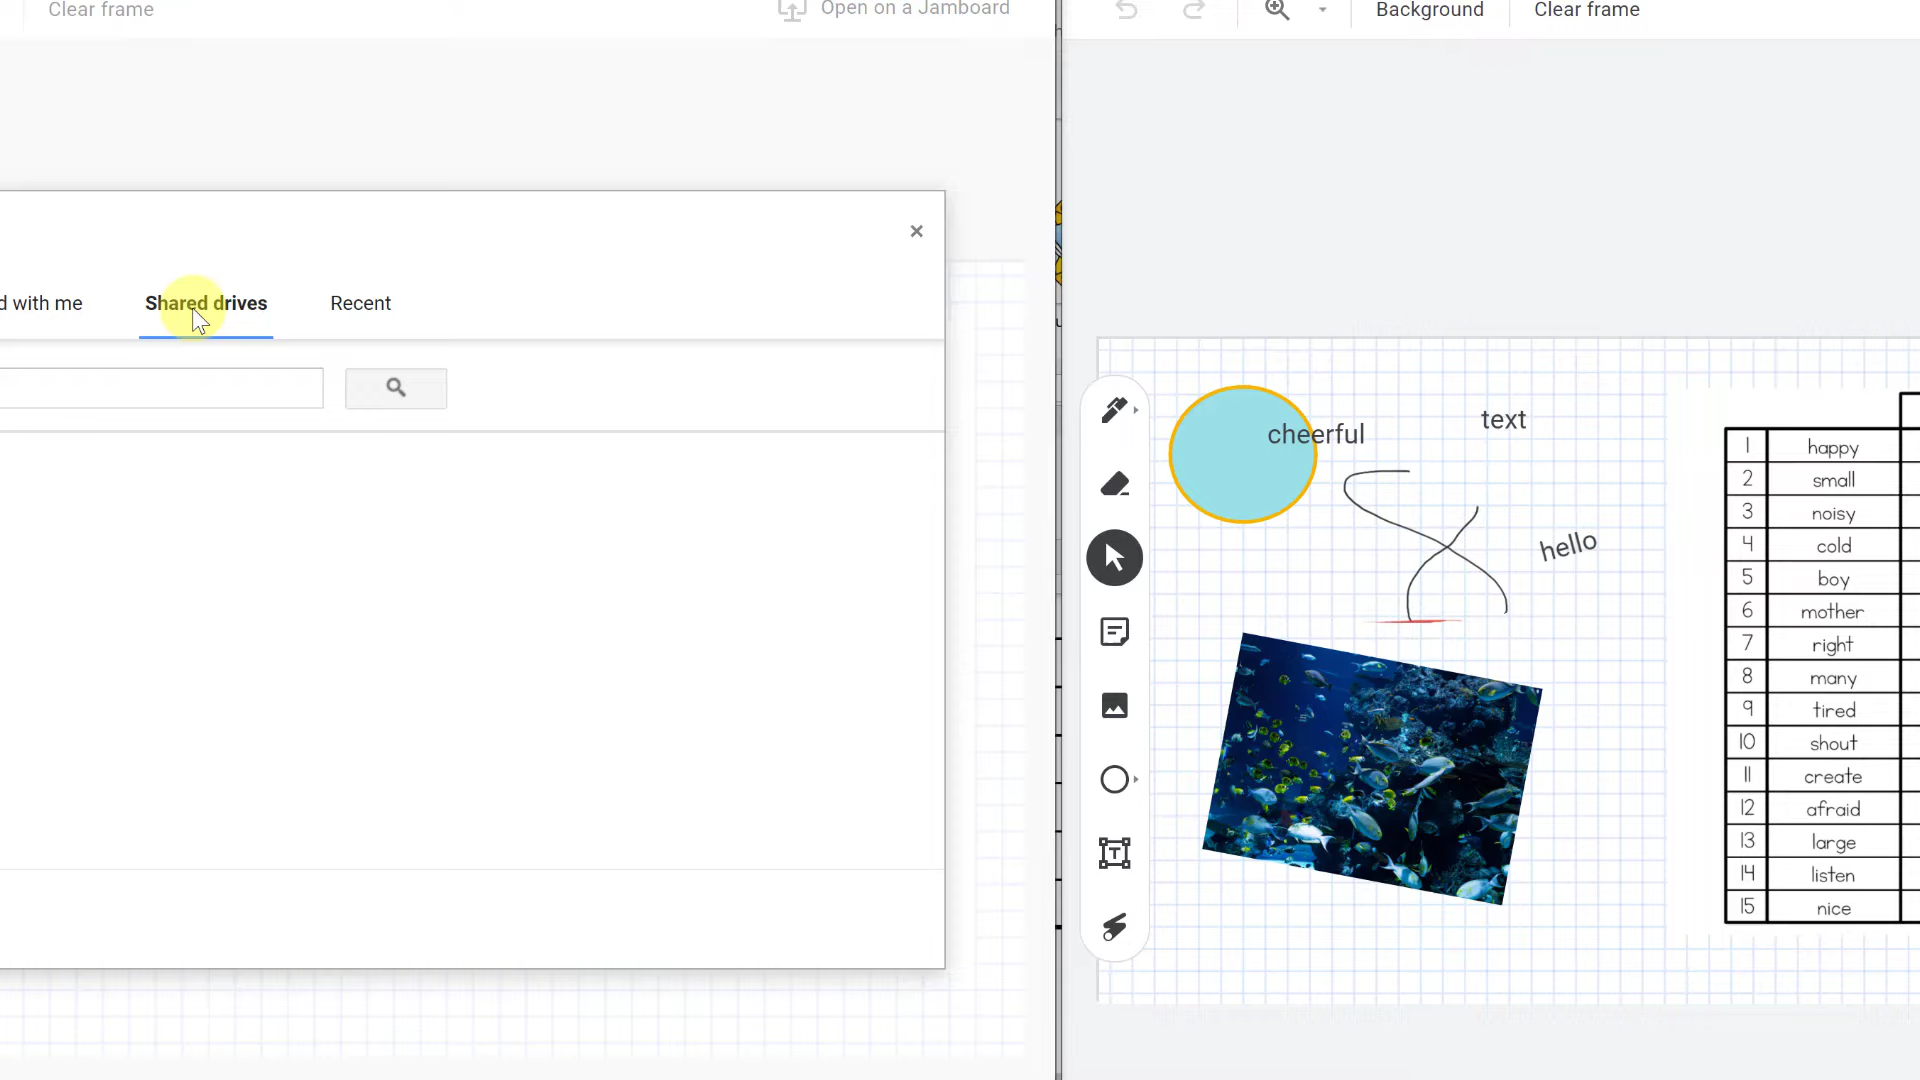 Clear frame
Open on a Jamboard
d with me
Shared drives
Recent
Background
Clear frame
cheerful
text
hello
1 happy
2 small
3 noisy
4 cold
5 boy
6 mother
7 right
8 many
9 tired
10 shout
11 create
12 afraid
13 large
14 listen
15 nice